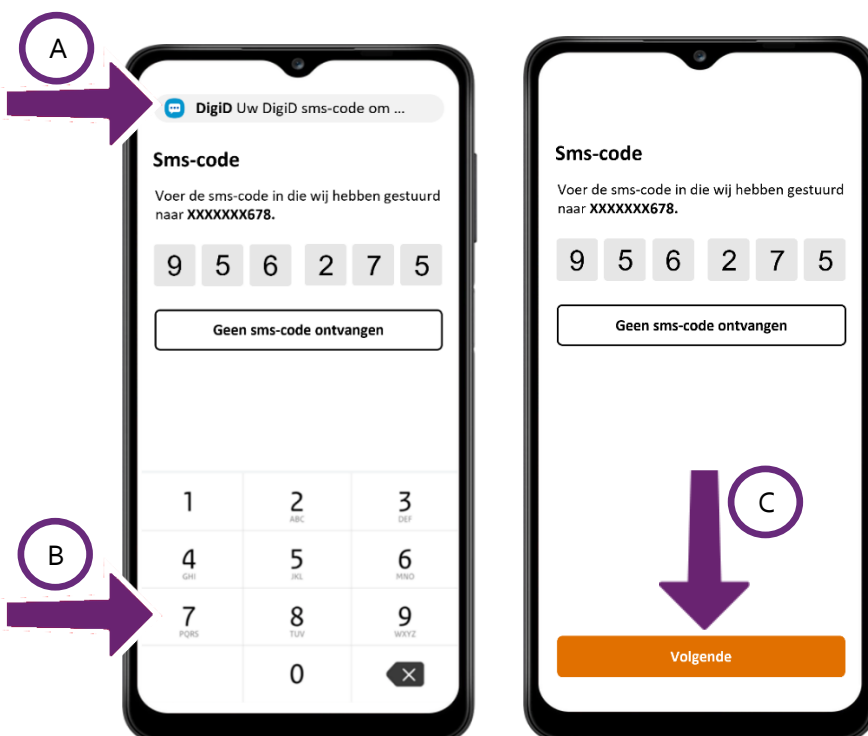 A
DigiD Uw DigiD sms-code om ...
Sms-code
Voer de sms-code in die wij hebben gestuurd
naar XXXXXXX678.
9 5 6 2 7 5
Geen sms-code ontvangen
1 2 3
ABC DEF
4 5 6
GHI JKL MNO
B
7 8 9
PQRS TUV WXYZ
0
Sms-code
Voer de sms-code in die wij hebben gestuurd
naar XXXXXXX678.
9 5 6 2 7 5
Geen sms-code ontvangen
C
Volgende